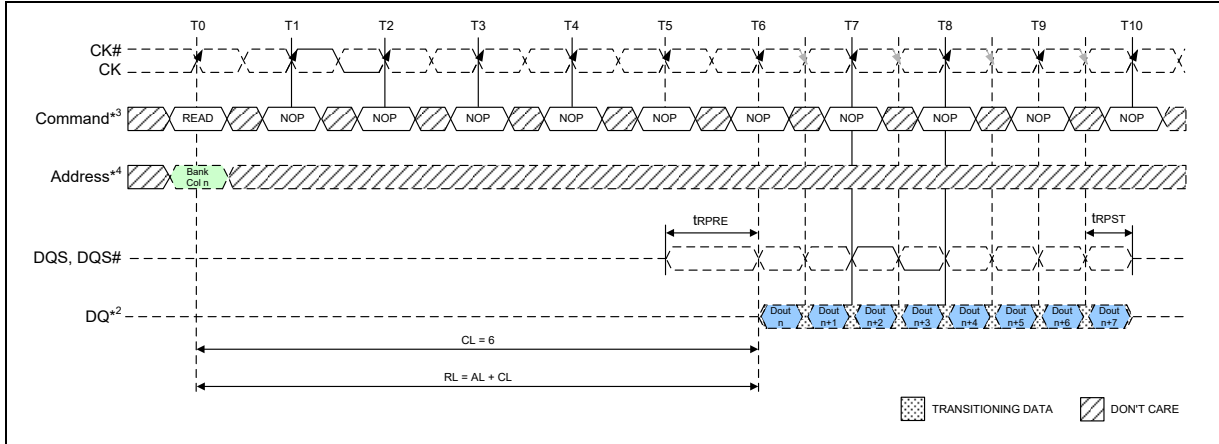 T0 T1 T2 T3 T4 T5 T6 T7 T8 T9 T10
CK#
CK
Command*3 READ NOP NOP NOP NOP NOP NOP NOP NOP NOP NOP
Address*4 Bank
Col n
tRPRE tRPST
DQS, DQS#
DQ*2 Dout n Dout n+1 Dout n+2 Dout n+3 Dout n+4 Dout n+5 Dout n+6 Dout n+7
CL = 6
RL = AL + CL
TRANSITIONING DATA DON'T CARE